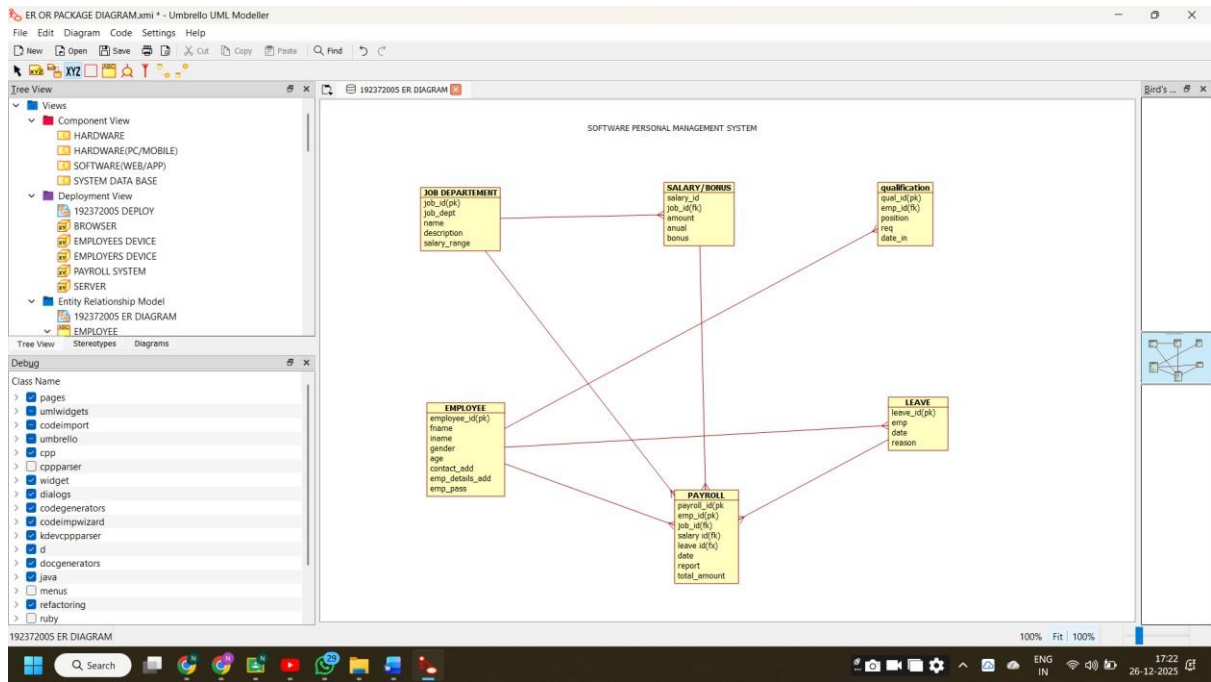 ER OR PACKAGE DIAGRAM.xmi * - Umbrello UML Modeller
File Edit Diagram Code Settings Help
New Open Save Cut Copy Paste Find
XYZ XYZ ABC
Tree View
192372005 ER DIAGRAM
Bird's ...
Views
Component View
HARDWARE
HARDWARE(PC/MOBILE)
SOFTWARE(WEB/APP)
SYSTEM DATA BASE
Deployment View
192372005 DEPLOY
BROWSER
EMPLOYEES DEVICE
EMPLOYERS DEVICE
PAYROLL SYSTEM
SERVER
Entity Relationship Model
192372005 ER DIAGRAM
EMPLOYEE
Tree View Stereotypes Diagrams
Debug
Class Name
pages
umlwidgets
codeimport
umbrello
cpp
cppparser
widget
dialogs
codegenerators
codeimpwizard
kdevcppparser
d
docgenerators
java
menus
refactoring
ruby
SOFTWARE PERSONAL MANAGEMENT SYSTEM
JOB DEPARTEMENT
job_id(pk)
job_dept
name
description
salary_range
SALARY/BONUS
salary_id
job_id(fk)
amount
anual
bonus
qualification
qual_id(pk)
emp_id(fk)
position
req
date_in
EMPLOYEE
employee_id(pk)
fname
iname
gender
age
contact_add
emp_details_add
emp_pass
LEAVE
leave_id(pk)
emp
date
reason
PAYROLL
payroll_id(pk
emp_id(pk)
job_id(fk)
salary id(fk)
leave id(fx)
date
report
total_amount
192372005 ER DIAGRAM
100% Fit 100%
Search
29
ENG
IN
17:22
26-12-2025